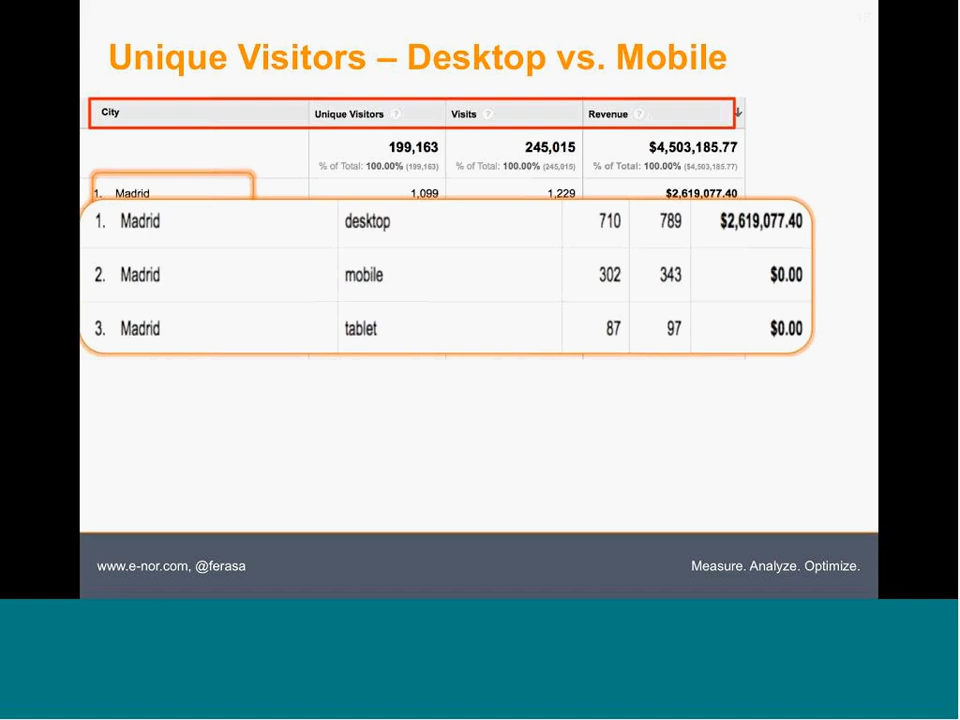 Unique Visitors – Desktop vs. Mobile
City Unique Visitors ? Visits ? Revenue ? ↓
199,163 245,015 $4,503,185.77
% of Total: 100.00% (199,163) % of Total: 100.00% (245,015) % of Total: 100.00% ($4,503,185.77)
1. Madrid 1,099 1,229 $2,619,077.40
1. Madrid desktop 710 789 $2,619,077.40
2. Madrid mobile 302 343 $0.00
3. Madrid tablet 87 97 $0.00
www.e-nor.com, @ferasa Measure. Analyze. Optimize.